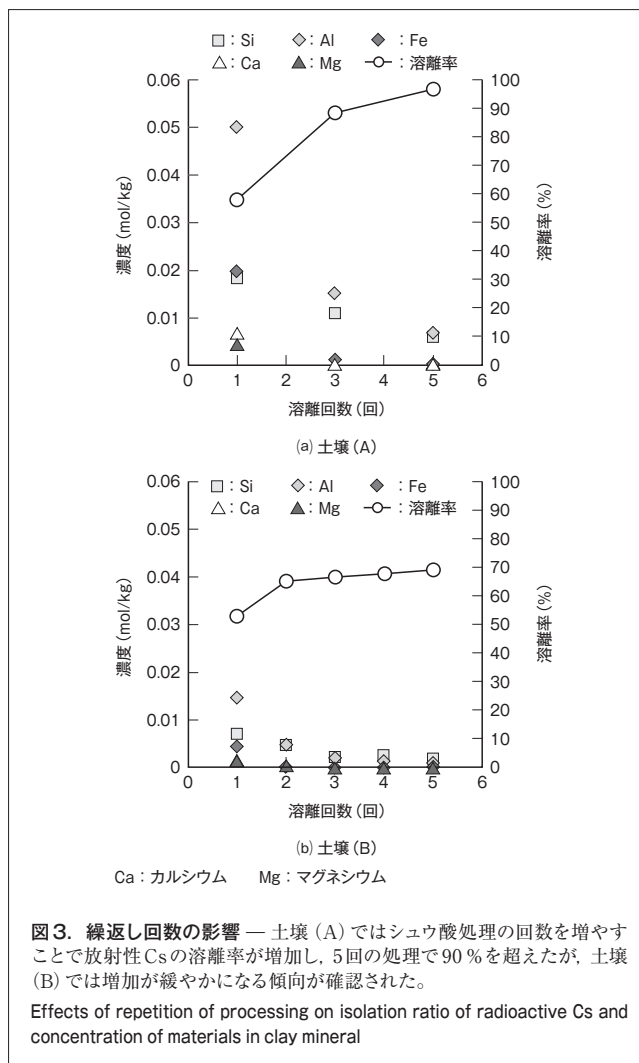 □：Si ◇：Al ◆：Fe
△：Ca ▲：Mg ─○─：溶離率
0.06
0.05
0.04
0.03
0.02
0.01
0
濃度（mol/kg）
100
90
80
70
60
50
40
30
20
10
0
溶離率（％）
0 1 2 3 4 5 6
溶離回数（回）
(a) 土壌（A）
□：Si ◇：Al ◆：Fe
△：Ca ▲：Mg ─○─：溶離率
0.06
0.05
0.04
0.03
0.02
0.01
0
濃度（mol/kg）
100
90
80
70
60
50
40
30
20
10
0
溶離率（％）
0 1 2 3 4 5 6
溶離回数（回）
(b) 土壌（B）
Ca：カルシウム Mg：マグネシウム
図3．繰返し回数の影響 ― 土壌（A）ではシュウ酸処理の回数を増やす
ことで放射性Csの溶離率が増加し，5回の処理で90％を超えたが，土壌
（B）では増加が緩やかになる傾向が確認された。
Effects of repetition of processing on isolation ratio of radioactive Cs and
concentration of materials in clay mineral